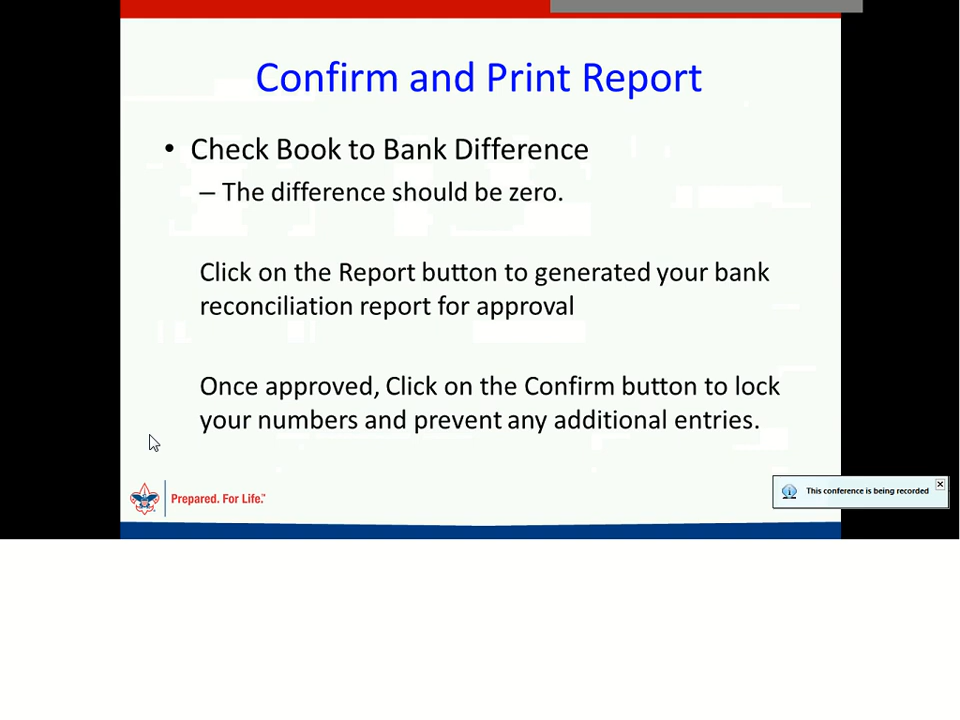 Confirm and Print Report
• Check Book to Bank Difference
– The difference should be zero.
Click on the Report button to generated your bank
reconciliation report for approval
Once approved, Click on the Confirm button to lock
your numbers and prevent any additional entries.
Prepared. For Life.™
This conference is being recorded